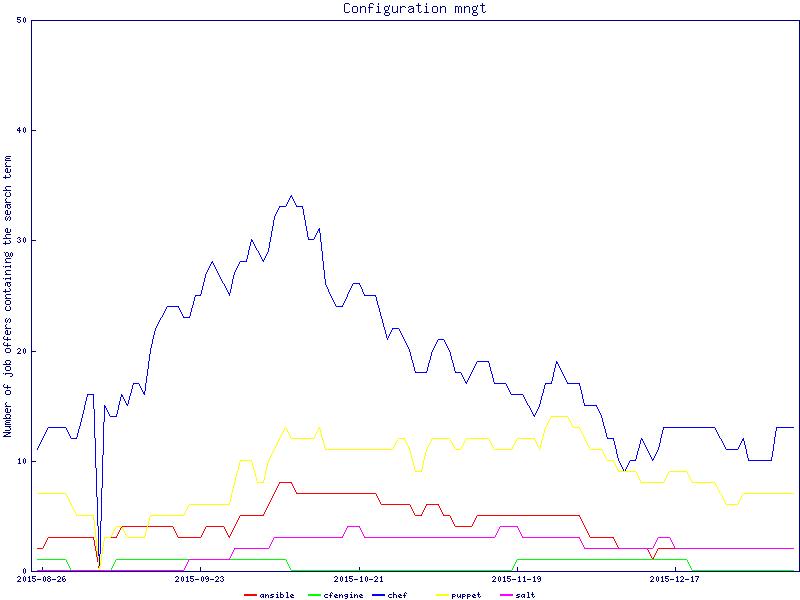 Configuration mngt
Number of job offers containing the search term
50
40
30
20
10
0
2015-08-26 2015-09-23 2015-10-21 2015-11-19 2015-12-17
ansible cfengine chef puppet salt